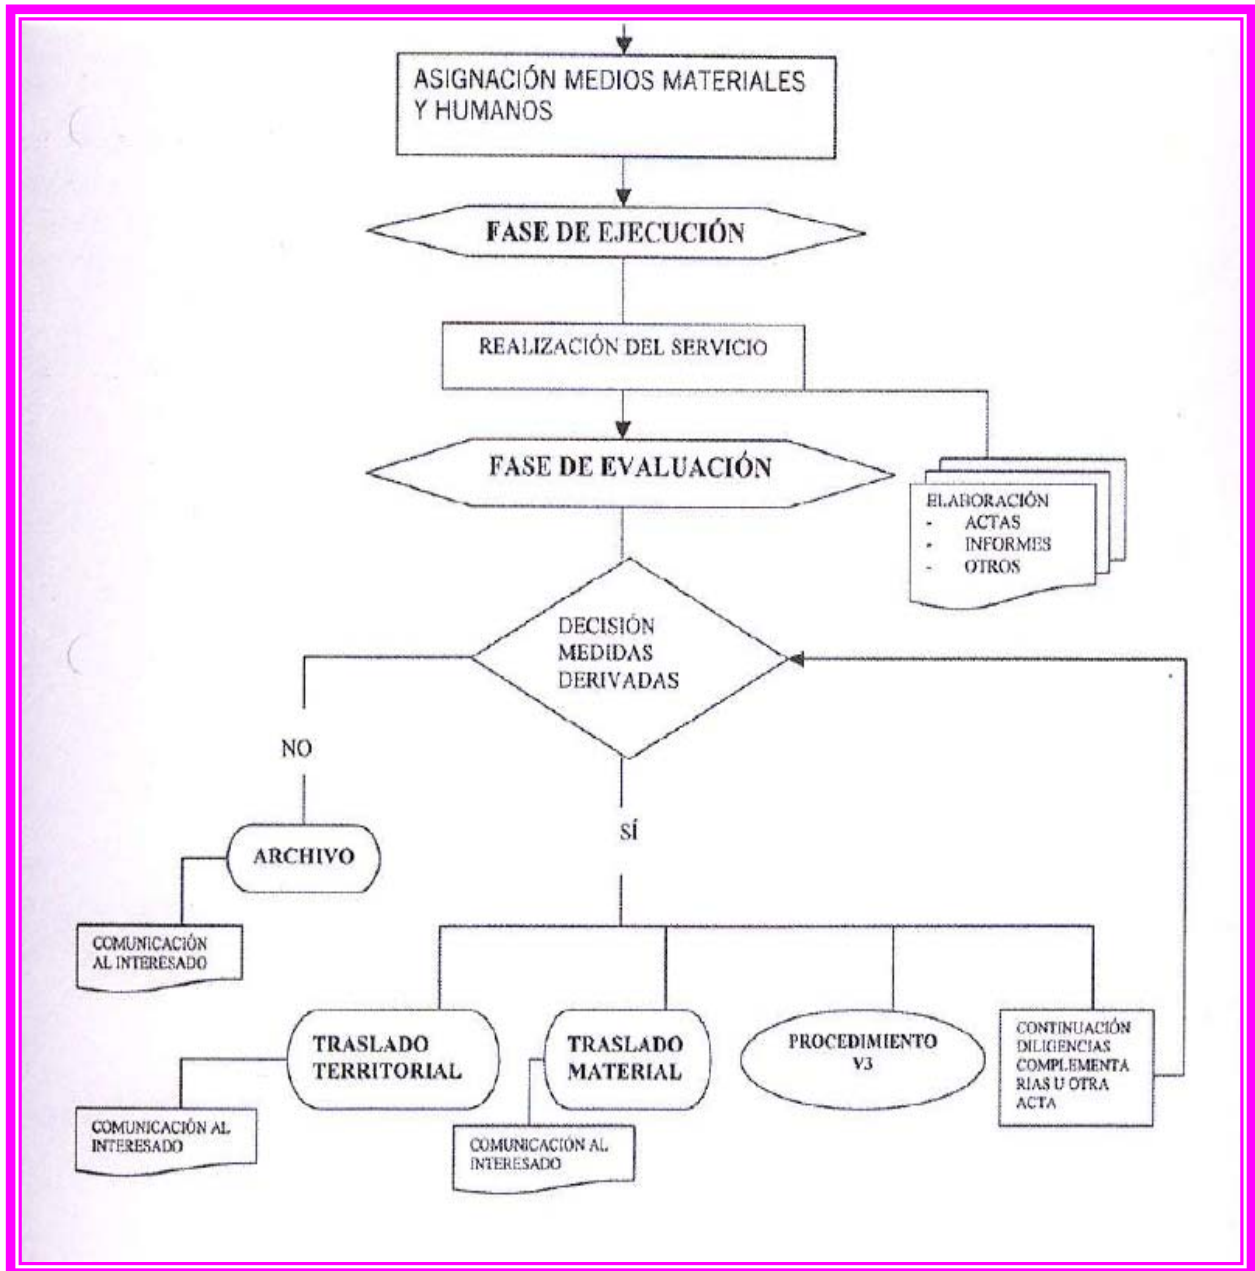 ASIGNACIÓN MEDIOS MATERIALES
Y HUMANOS
FASE DE EJECUCIÓN
REALIZACIÓN DEL SERVICIO
FASE DE EVALUACIÓN
ELABORACIÓN
- ACTAS
- INFORMES
- OTROS
DECISIÓN
MEDIDAS
DERIVADAS
NO
SÍ
ARCHIVO
COMUNICACIÓN
AL INTERESADO
TRASLADO
TERRITORIAL
TRASLADO
MATERIAL
PROCEDIMIENTO
V3
CONTINUACIÓN
DILIGENCIAS
COMPLEMENTA
RIAS U OTRA
ACTA
COMUNICACIÓN AL
INTERESADO
COMUNICACIÓN AL
INTERESADO